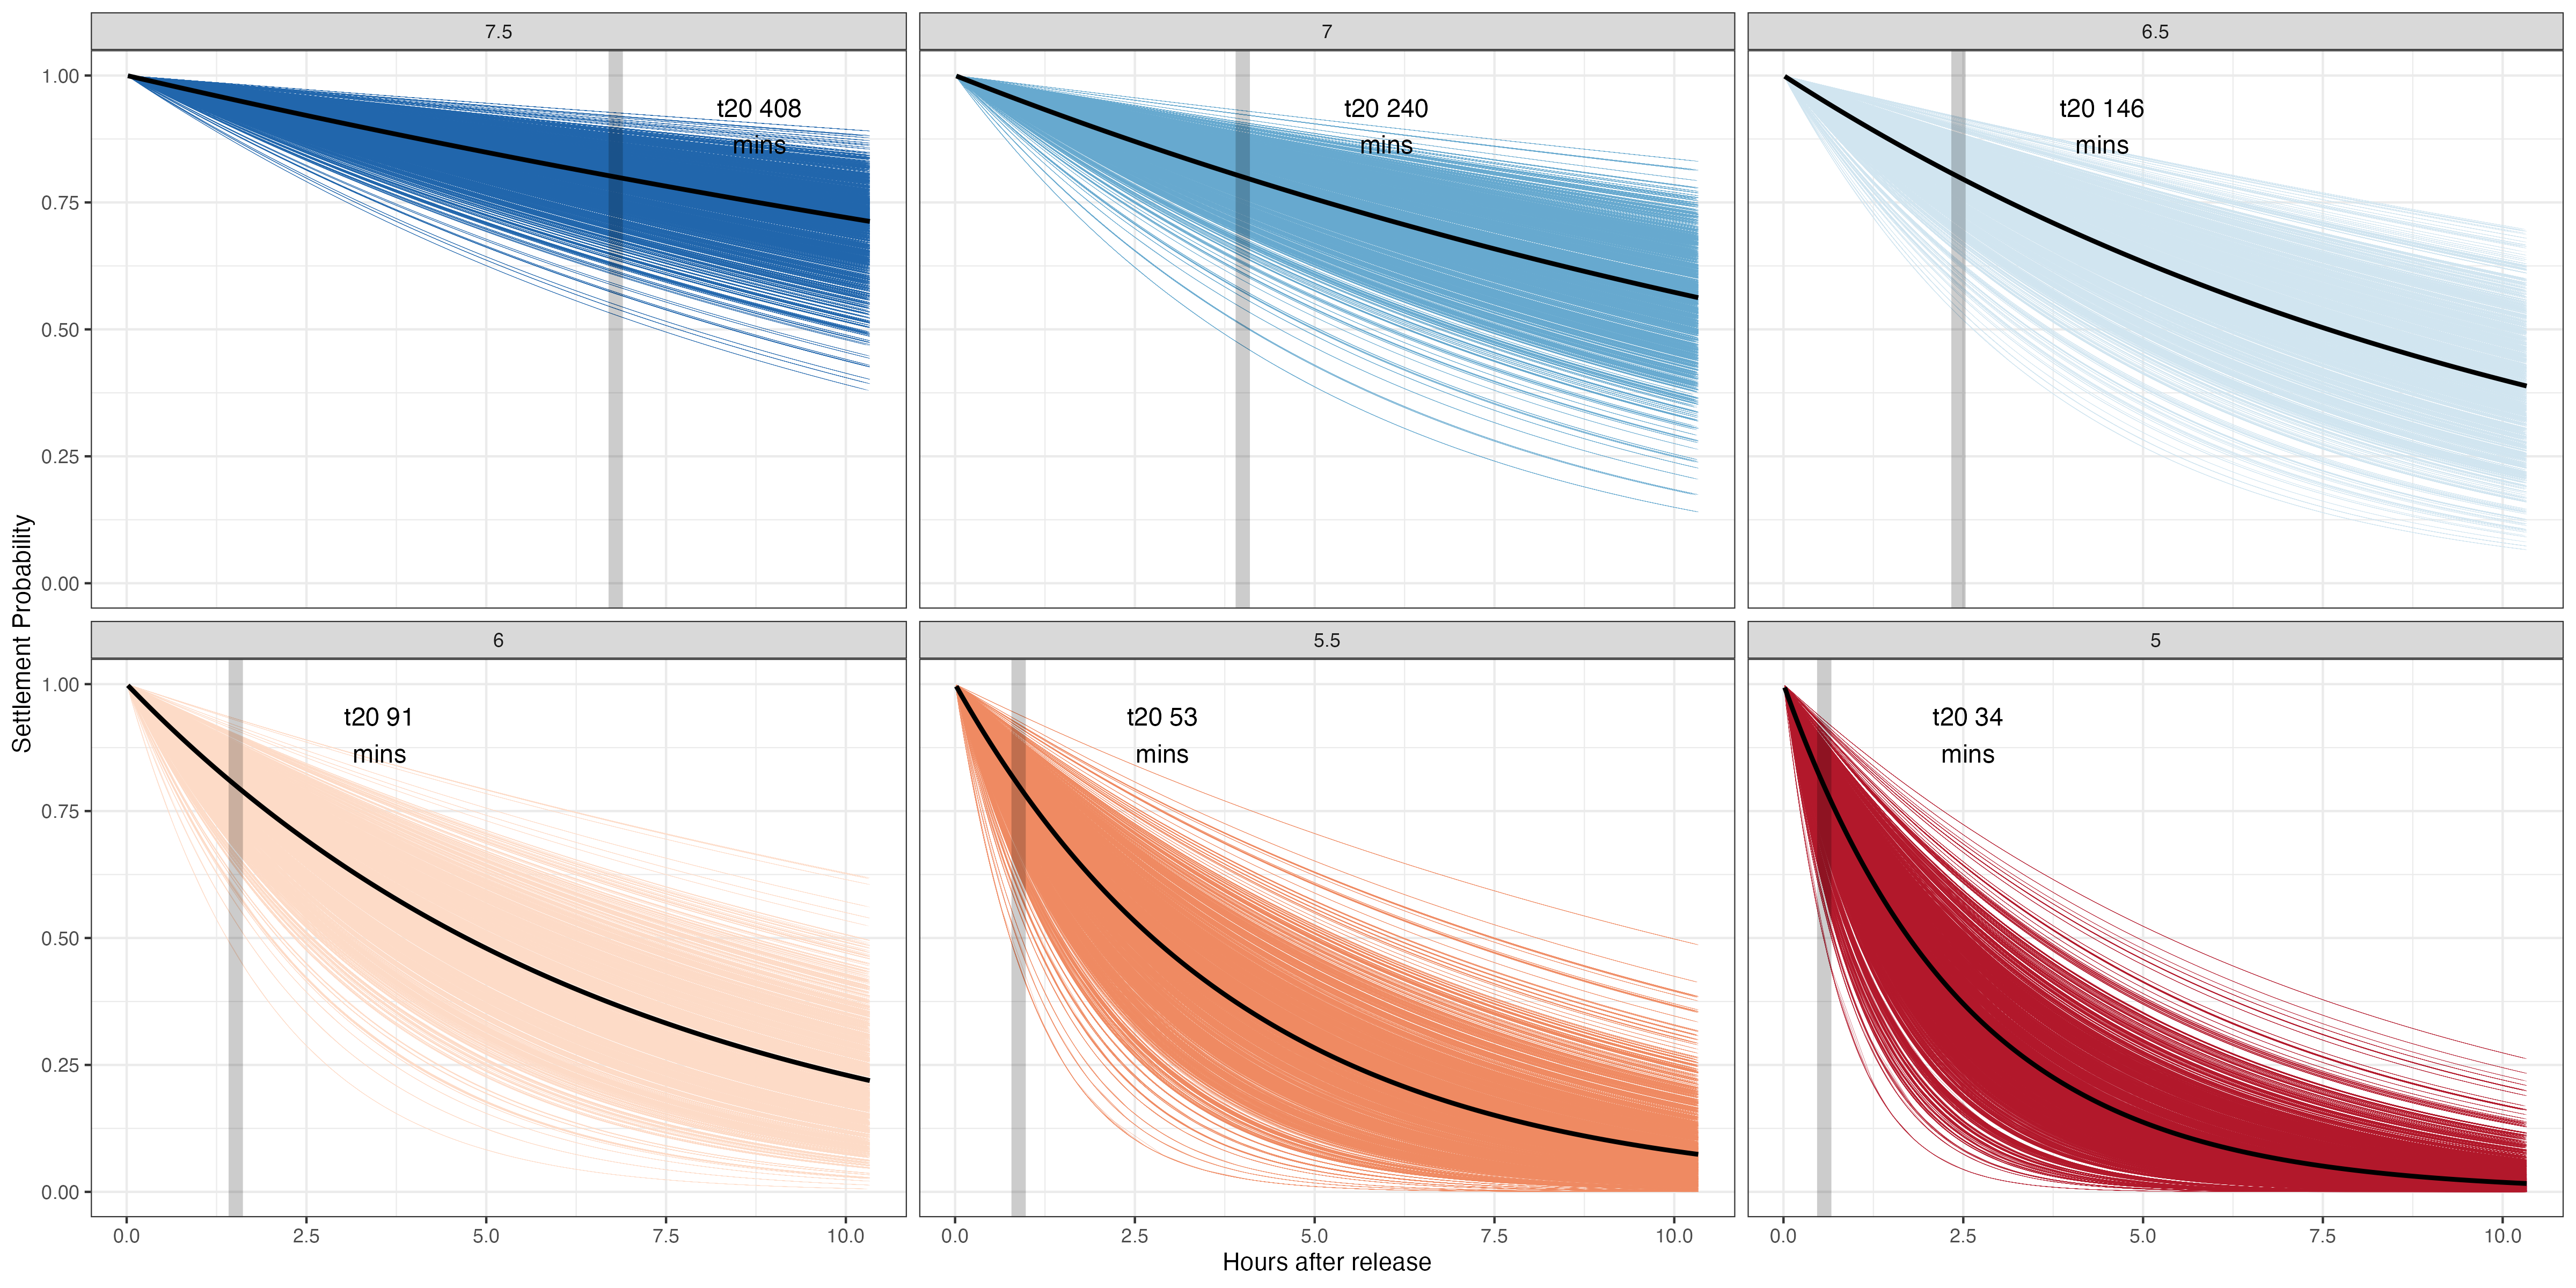 7.5
7
6.5
1.00
0.75
0.50
0.25
0.00
t20 408
mins
t20 240
mins
t20 146
mins
Settlement Probability
6
5.5
5
1.00
0.75
0.50
0.25
0.00
t20 91
mins
t20 53
mins
t20 34
mins
0.0 2.5 5.0 7.5 10.0
0.0 2.5 5.0 7.5 10.0
0.0 2.5 5.0 7.5 10.0
Hours after release